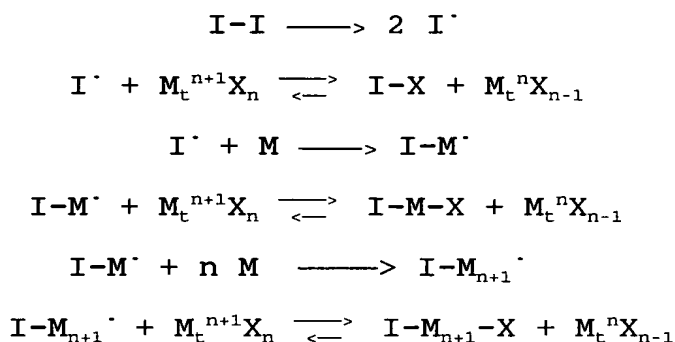 I−I ⟶ 2 I˙
I˙ + Mₜⁿ⁺¹Xₙ ⇌ I−X + MₜⁿXₙ₋₁
I˙ + M ⟶ I−M˙
I−M˙ + Mₜⁿ⁺¹Xₙ ⇌ I−M−X + MₜⁿXₙ₋₁
I−M˙ + n M ⟶ I−Mₙ₊₁˙
I−Mₙ₊₁˙ + Mₜⁿ⁺¹Xₙ ⇌ I−Mₙ₊₁−X + MₜⁿXₙ₋₁